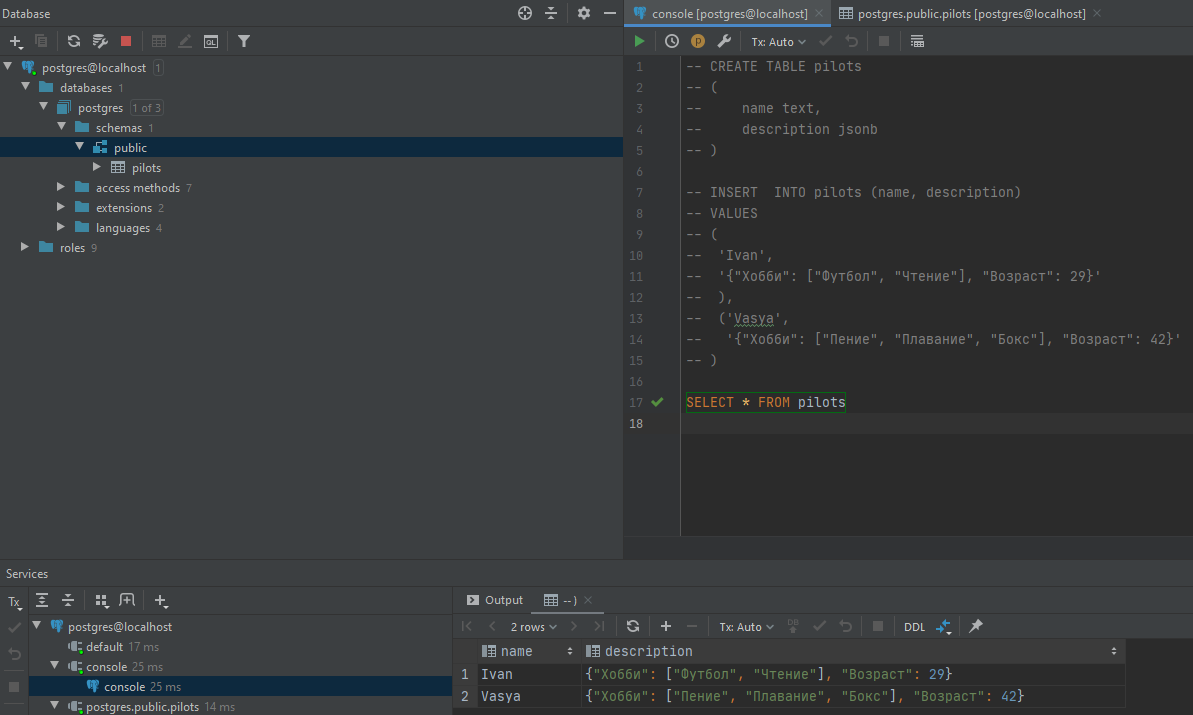 Database
postgres@localhost 1
databases 1
postgres 1 of 3
schemas 1
public
pilots
access methods 7
extensions 2
languages 4
roles 9
console [postgres@localhost]
postgres.public.pilots [postgres@localhost]
Tx: Auto
1 -- CREATE TABLE pilots
2 -- (
3 --     name text,
4 --     description jsonb
5 -- )
6
7 -- INSERT  INTO pilots (name, description)
8 -- VALUES
9 -- (
10 --  'Ivan',
11 --  '{"Хобби": ["Футбол", "Чтение"], "Возраст": 29}'
12 --  ),
13 --  ('Vasya',
14 --   '{"Хобби": ["Пение", "Плавание", "Бокс"], "Возраст": 42}'
15 -- )
16
17 SELECT * FROM pilots
18
Services
Tx
postgres@localhost
default 17 ms
console 25 ms
console 25 ms
postgres.public.pilots 14 ms
Output
--)
2 rows
Tx: Auto
DB
DDL
name description
1 Ivan {"Хобби": ["Футбол", "Чтение"], "Возраст": 29}
2 Vasya {"Хобби": ["Пение", "Плавание", "Бокс"], "Возраст": 42}